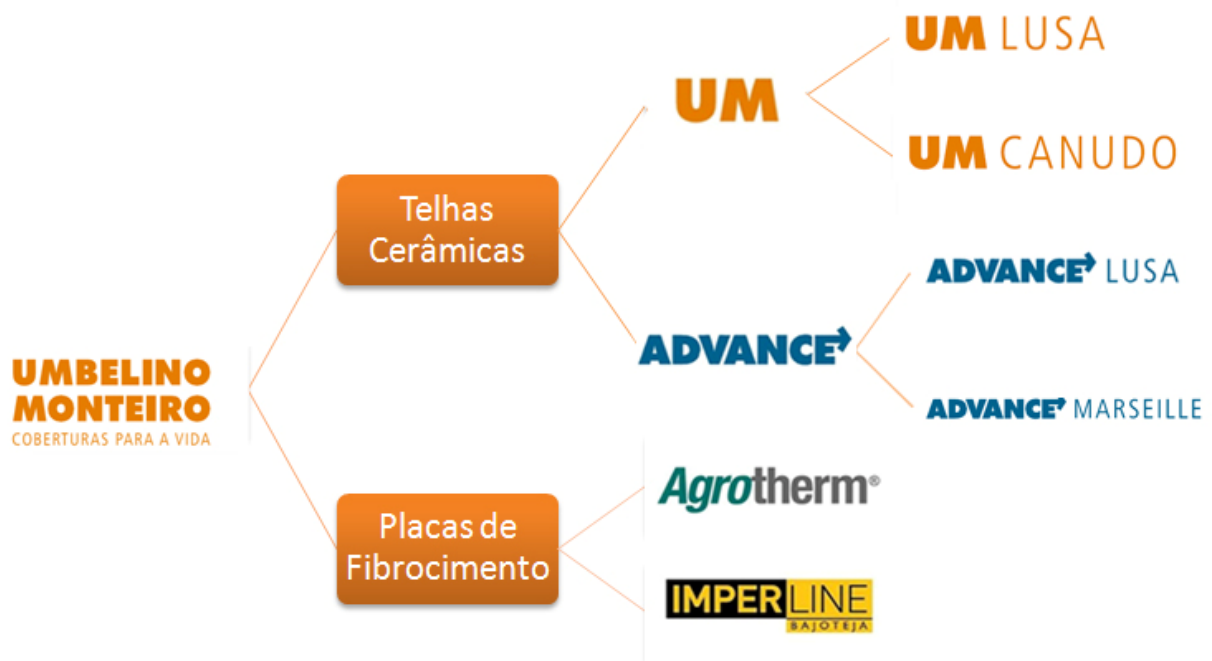 UM LUSA
UM
UM CANUDO
Telhas
Cerâmicas
ADVANCE LUSA
ADVANCE
ADVANCE MARSEILLE
UMBELINO
MONTEIRO
COBERTURAS PARA A VIDA
Agrotherm®
Placas de
Fibrocimento
IMPERLINE
BAJOTEJA